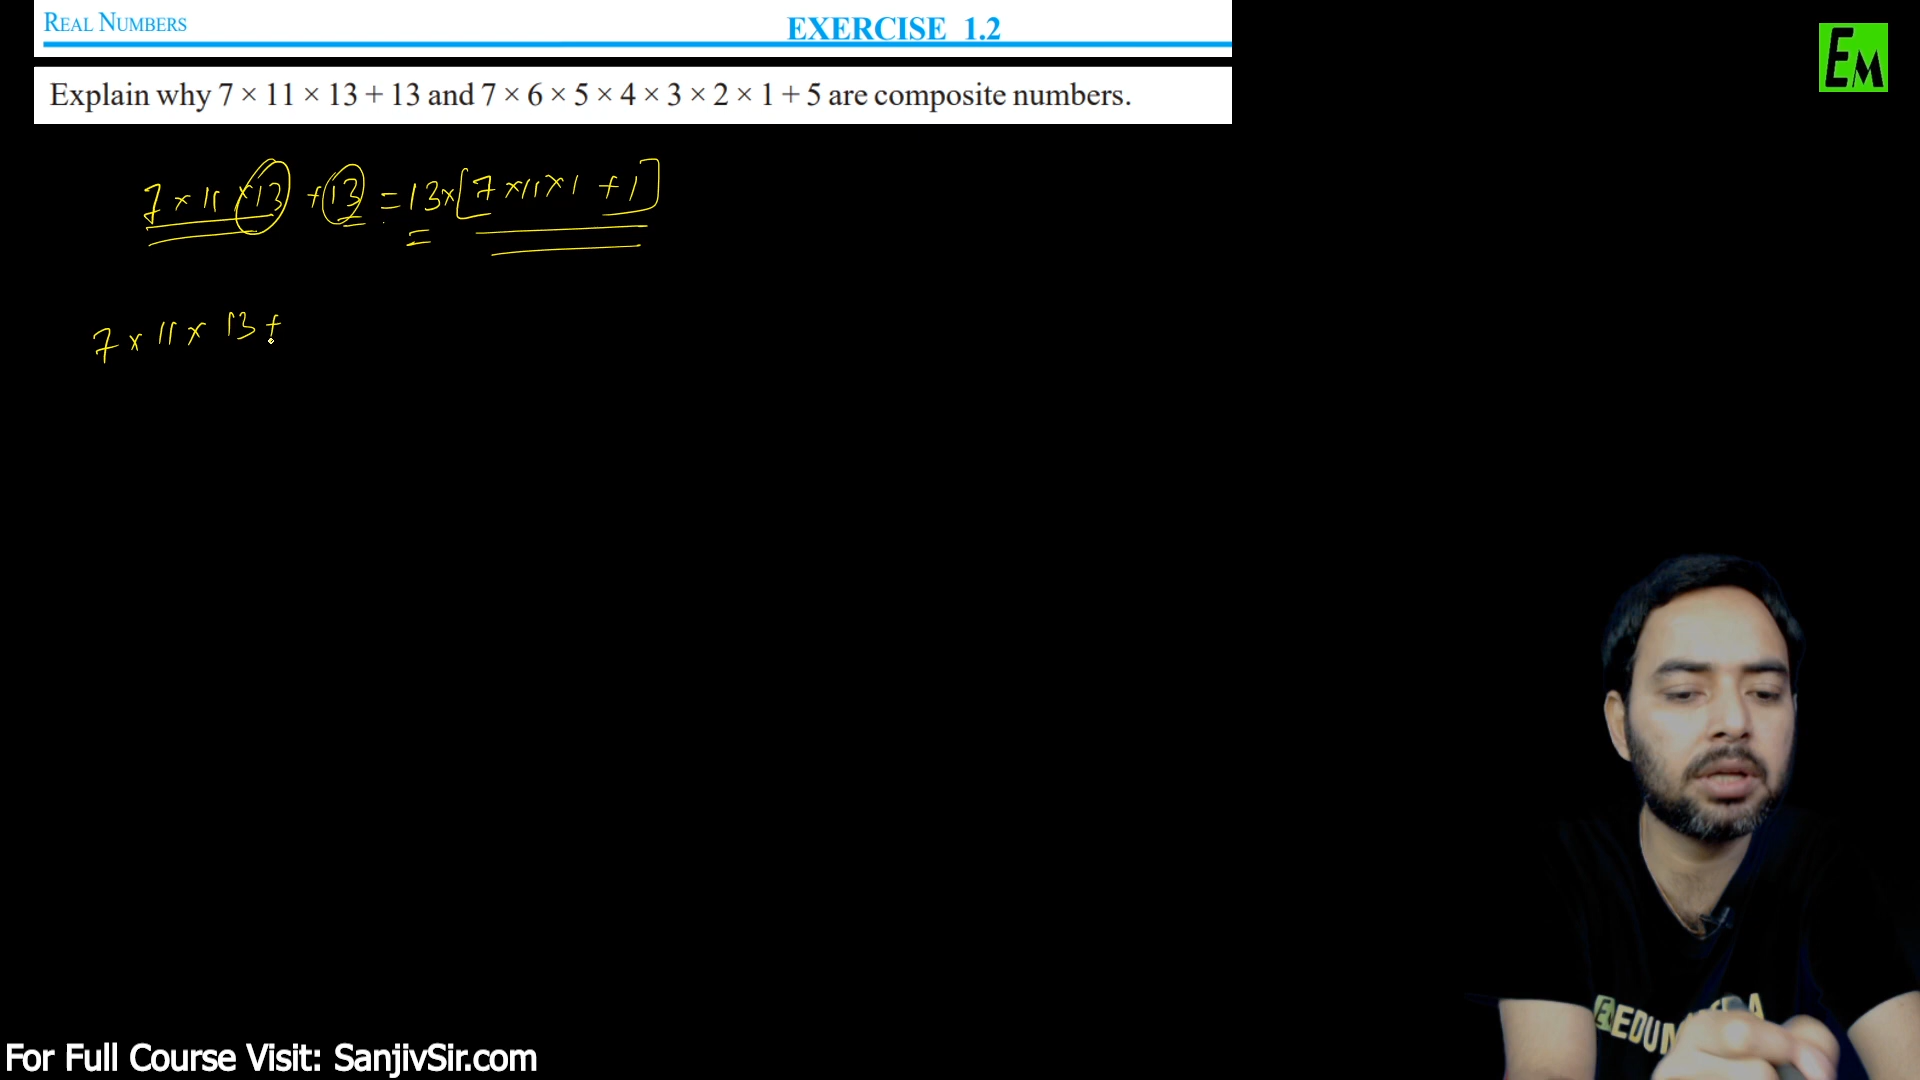 REAL NUMBERS
EXERCISE 1.2
EM
Explain why 7 × 11 × 13 + 13 and 7 × 6 × 5 × 4 × 3 × 2 × 1 + 5 are composite numbers.
7 × 11 × 13 + 13 = 13 × [7 × 11 × 1 + 1]
7 × 11 × 13 +
For Full Course Visit: SanjivSir.com